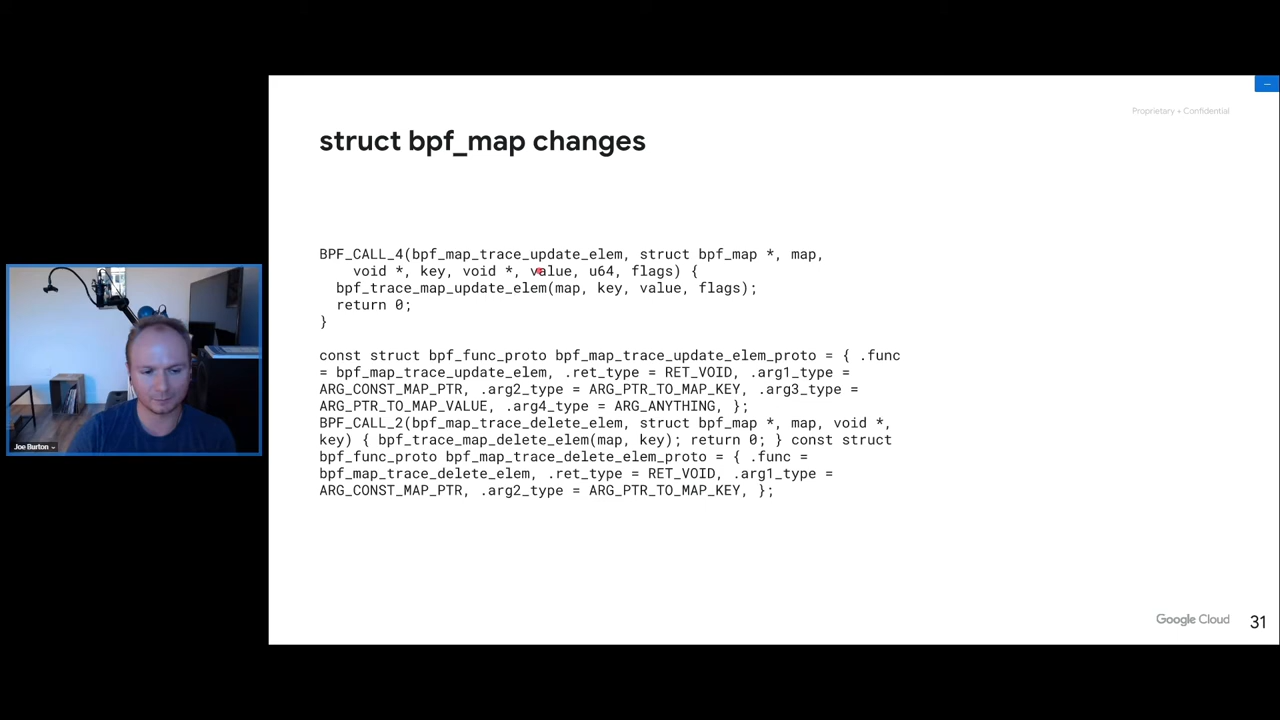 Proprietary + Confidential
struct bpf_map changes
BPF_CALL_4(bpf_map_trace_update_elem, struct bpf_map *, map,
void *, key, void *, value, u64, flags) {
bpf_trace_map_update_elem(map, key, value, flags);
return 0;
}
const struct bpf_func_proto bpf_map_trace_update_elem_proto = { .func
= bpf_map_trace_update_elem, .ret_type = RET_VOID, .arg1_type =
ARG_CONST_MAP_PTR, .arg2_type = ARG_PTR_TO_MAP_KEY, .arg3_type =
ARG_PTR_TO_MAP_VALUE, .arg4_type = ARG_ANYTHING, };
BPF_CALL_2(bpf_map_trace_delete_elem, struct bpf_map *, map, void *,
key) { bpf_trace_map_delete_elem(map, key); return 0; } const struct
bpf_func_proto bpf_map_trace_delete_elem_proto = { .func =
bpf_map_trace_delete_elem, .ret_type = RET_VOID, .arg1_type =
ARG_CONST_MAP_PTR, .arg2_type = ARG_PTR_TO_MAP_KEY, };
Joe Burton
Google Cloud
31